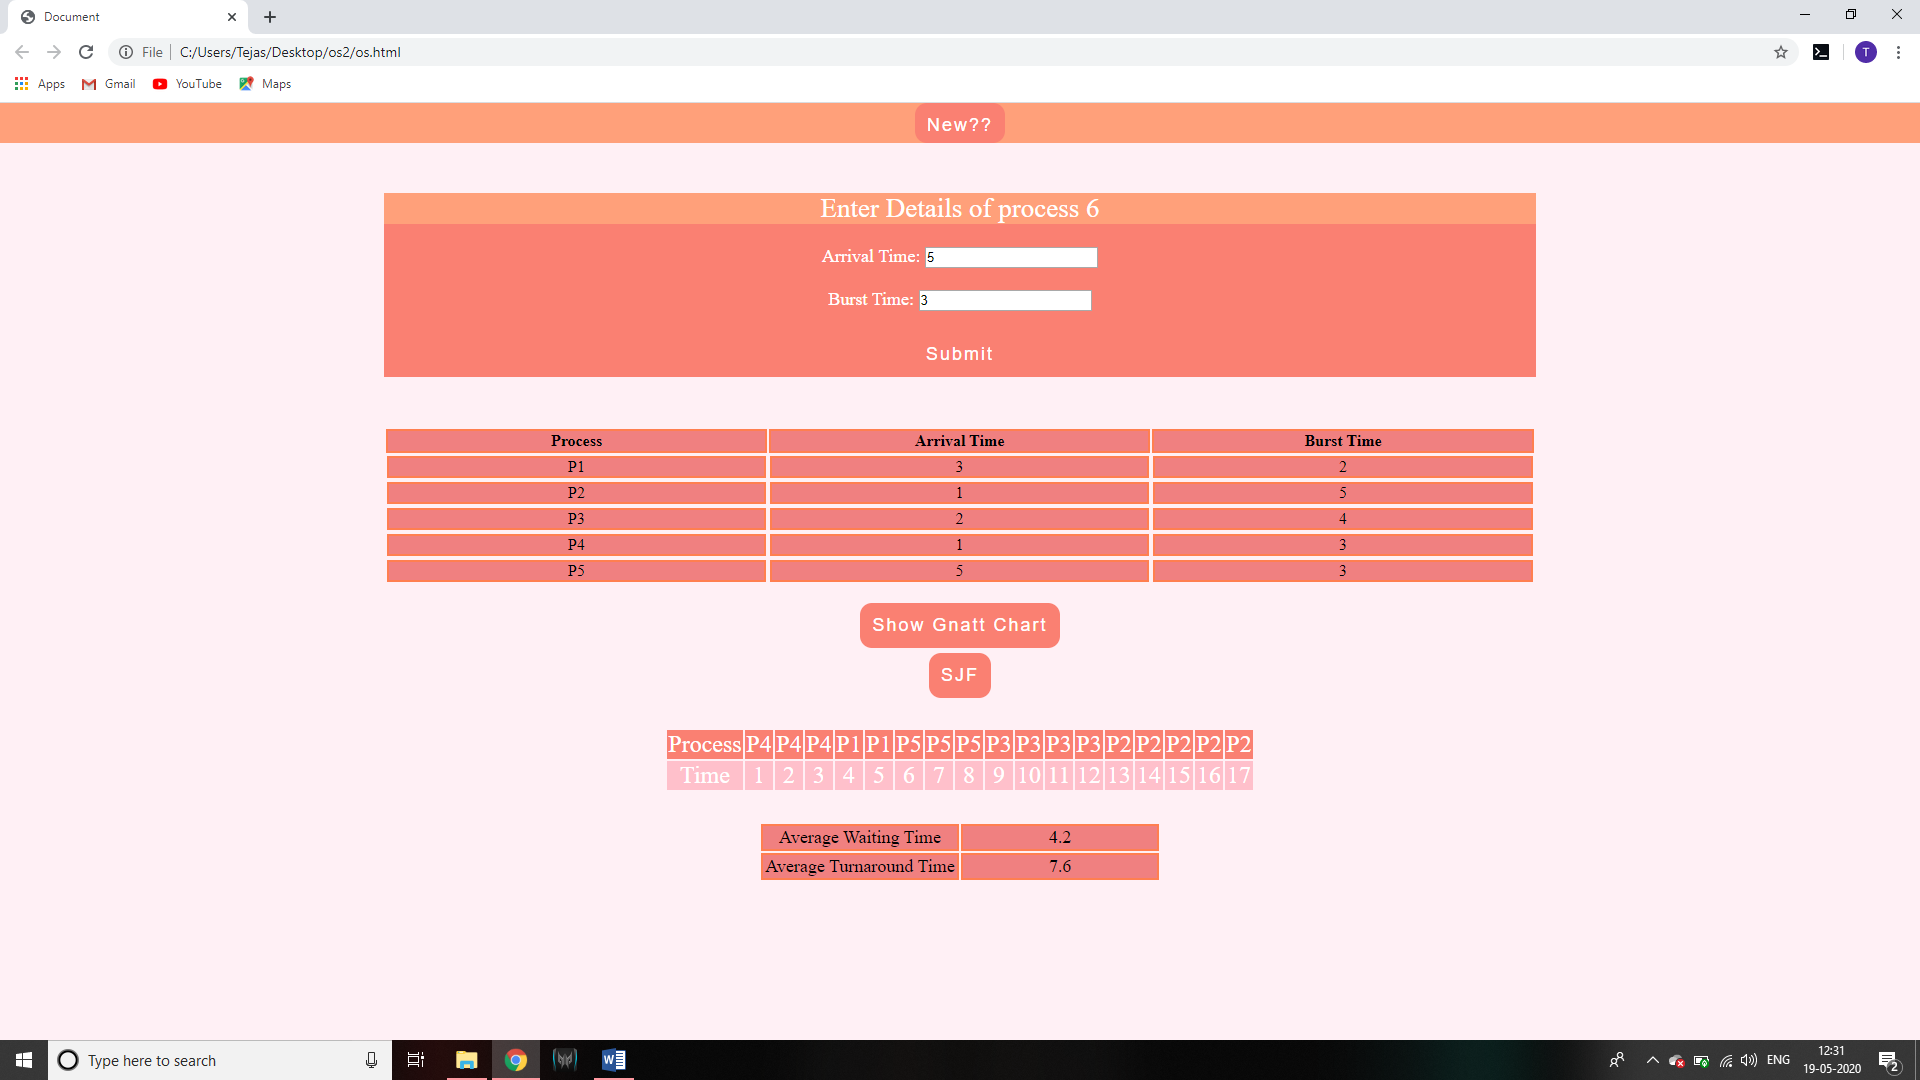 Document
File C:/Users/Tejas/Desktop/os2/os.html
T
Apps Gmail YouTube Maps
New??
Enter Details of process 6
Arrival Time: 5
Burst Time: 3
Submit
Process Arrival Time Burst Time
P1 3 2
P2 1 5
P3 2 4
P4 1 3
P5 5 3
Show Gnatt Chart
SJF
Process P4 P4 P4 P1 P1 P5 P5 P5 P3 P3 P3 P3 P2 P2 P2 P2 P2
Time 1 2 3 4 5 6 7 8 9 10 11 12 13 14 15 16 17
Average Waiting Time 4.2
Average Turnaround Time 7.6
Type here to search
ENG
12:31
19-05-2020
2